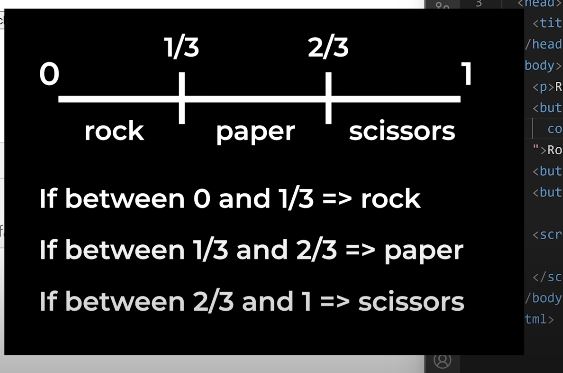 0 1/3 2/3 1
rock paper scissors
If between 0 and 1/3 => rock
If between 1/3 and 2/3 => paper
If between 2/3 and 1 => scissors
3 <head>
<tit
/head
body>
<p>R
<but
co
">Ro
<but
<but
<scr
</sc
/body
tml>